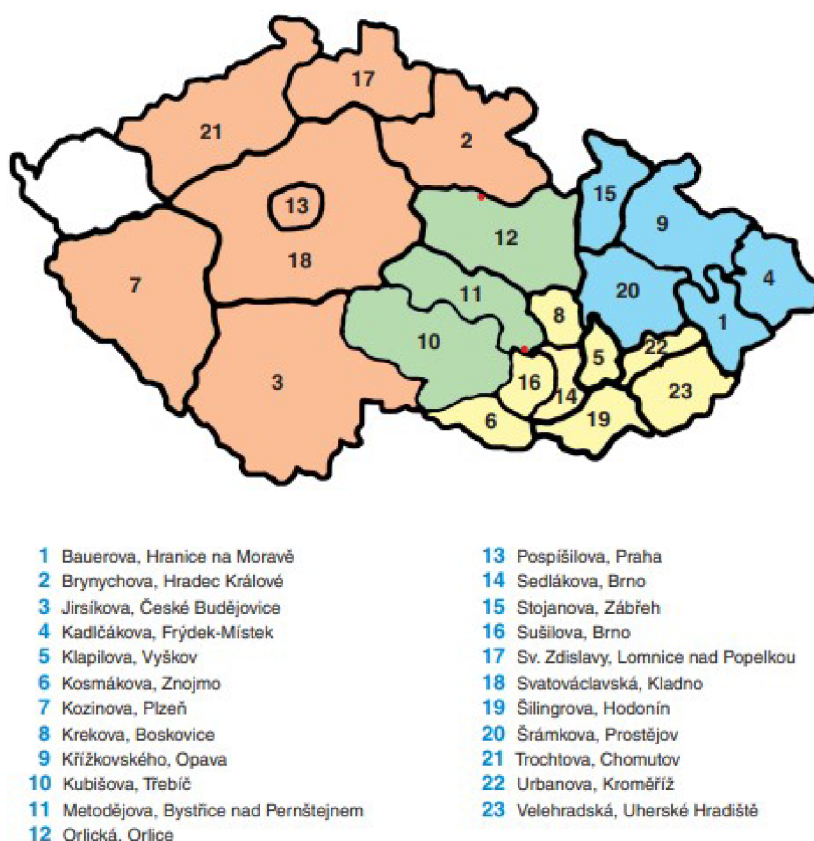 17
21
2
15
13
9
12
18
4
7
11
20
8
1
10
22
5
16
3
14
23
6
19
1 Bauerova, Hranice na Moravě
2 Brynychova, Hradec Králové
3 Jirsíkova, České Budějovice
4 Kadlčákova, Frýdek-Místek
5 Klapilova, Vyškov
6 Kosmákova, Znojmo
7 Kozinova, Plzeň
8 Krekova, Boskovice
9 Křížkovského, Opava
10 Kubišova, Třebíč
11 Metodějova, Bystřice nad Pernštejnem
12 Orlická, Orlice
13 Pospíšilova, Praha
14 Sedlákova, Brno
15 Stojanova, Zábřeh
16 Sušilova, Brno
17 Sv. Zdislavy, Lomnice nad Popelkou
18 Svatováclavská, Kladno
19 Šilingrova, Hodonín
20 Šrámkova, Prostějov
21 Trochtova, Chomutov
22 Urbanova, Kroměříž
23 Velehradská, Uherské Hradiště